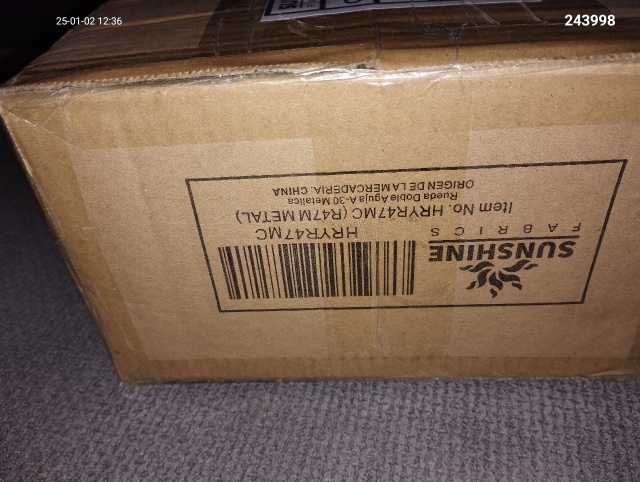 25-01-02 12:36
243998
SUNSHINE
FABRICS
HRYR47MC
Item No. HRYR47MC (R47M METAL)
Rueda Doble Aguja A-30 Metalica
ORIGEN DE LA MERCADERIA: CHINA